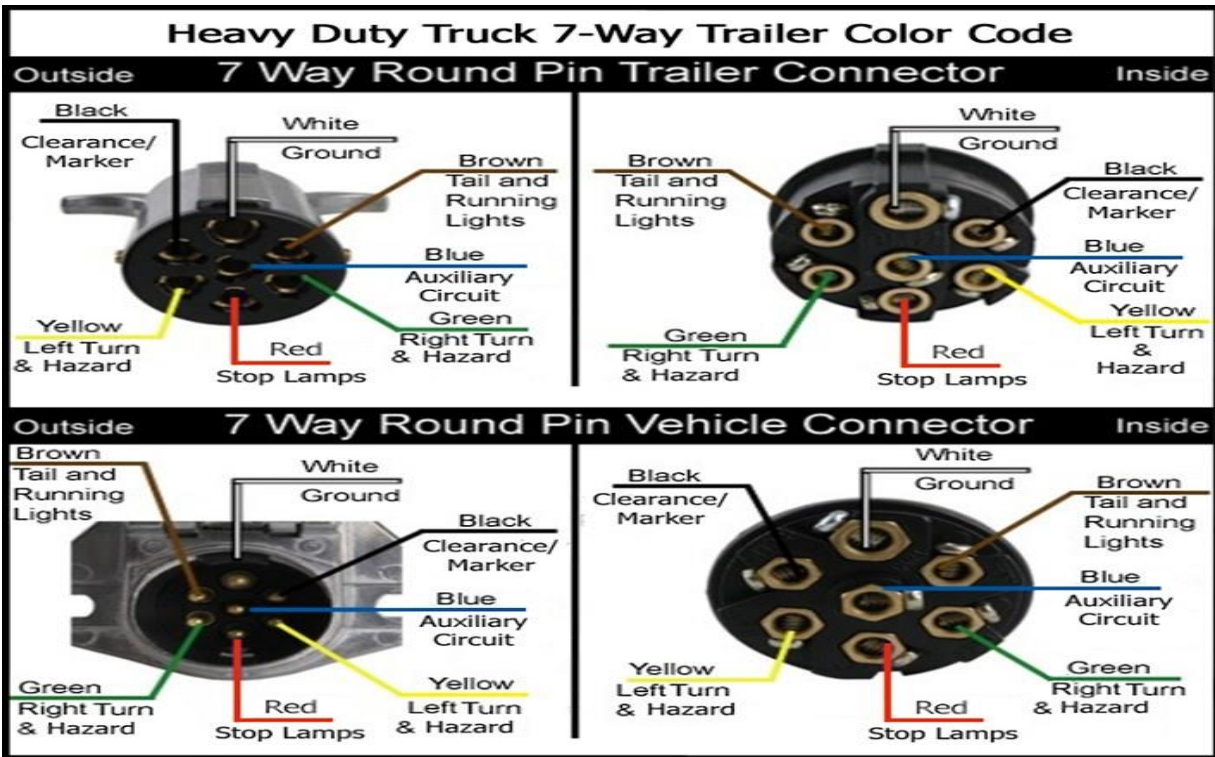 Heavy Duty Truck 7-Way Trailer Color Code
Outside 7 Way Round Pin Trailer Connector Inside
Black
Clearance/
Marker
White
Ground
Brown
Tail and
Running
Lights
Blue
Auxiliary
Circuit
Green
Right Turn
& Hazard
Yellow
Left Turn
& Hazard
Red
Stop Lamps
Brown
Tail and
Running
Lights
White
Ground
Black
Clearance/
Marker
Blue
Auxiliary
Circuit
Yellow
Left Turn
&
Hazard
Green
Right Turn
& Hazard
Red
Stop Lamps
Outside 7 Way Round Pin Vehicle Connector Inside
Brown
Tail and
Running
Lights
White
Ground
Black
Clearance/
Marker
Blue
Auxiliary
Circuit
Green
Right Turn
& Hazard
Red
Stop Lamps
Yellow
Left Turn
& Hazard
Black
Clearance/
Marker
White
Ground
Brown
Tail and
Running
Lights
Blue
Auxiliary
Circuit
Yellow
Left Turn
& Hazard
Red
Stop Lamps
Green
Right Turn
& Hazard